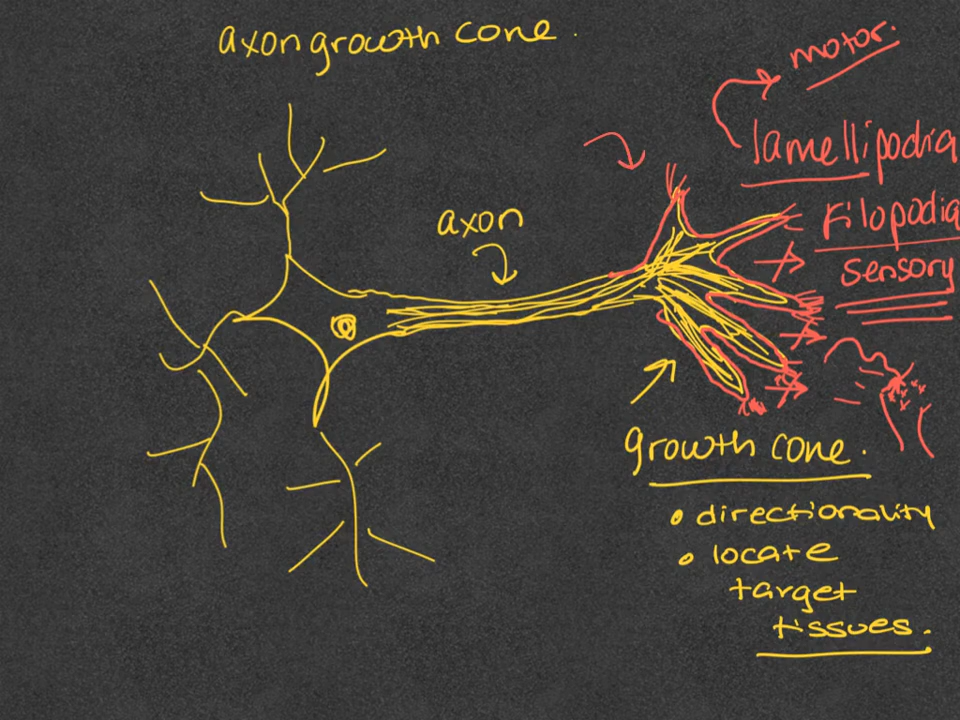 axon growth cone.
motor.
lamellipodia
Filopodia
sensory
axon
growth cone.
• directionality
• locate
target
tissues.